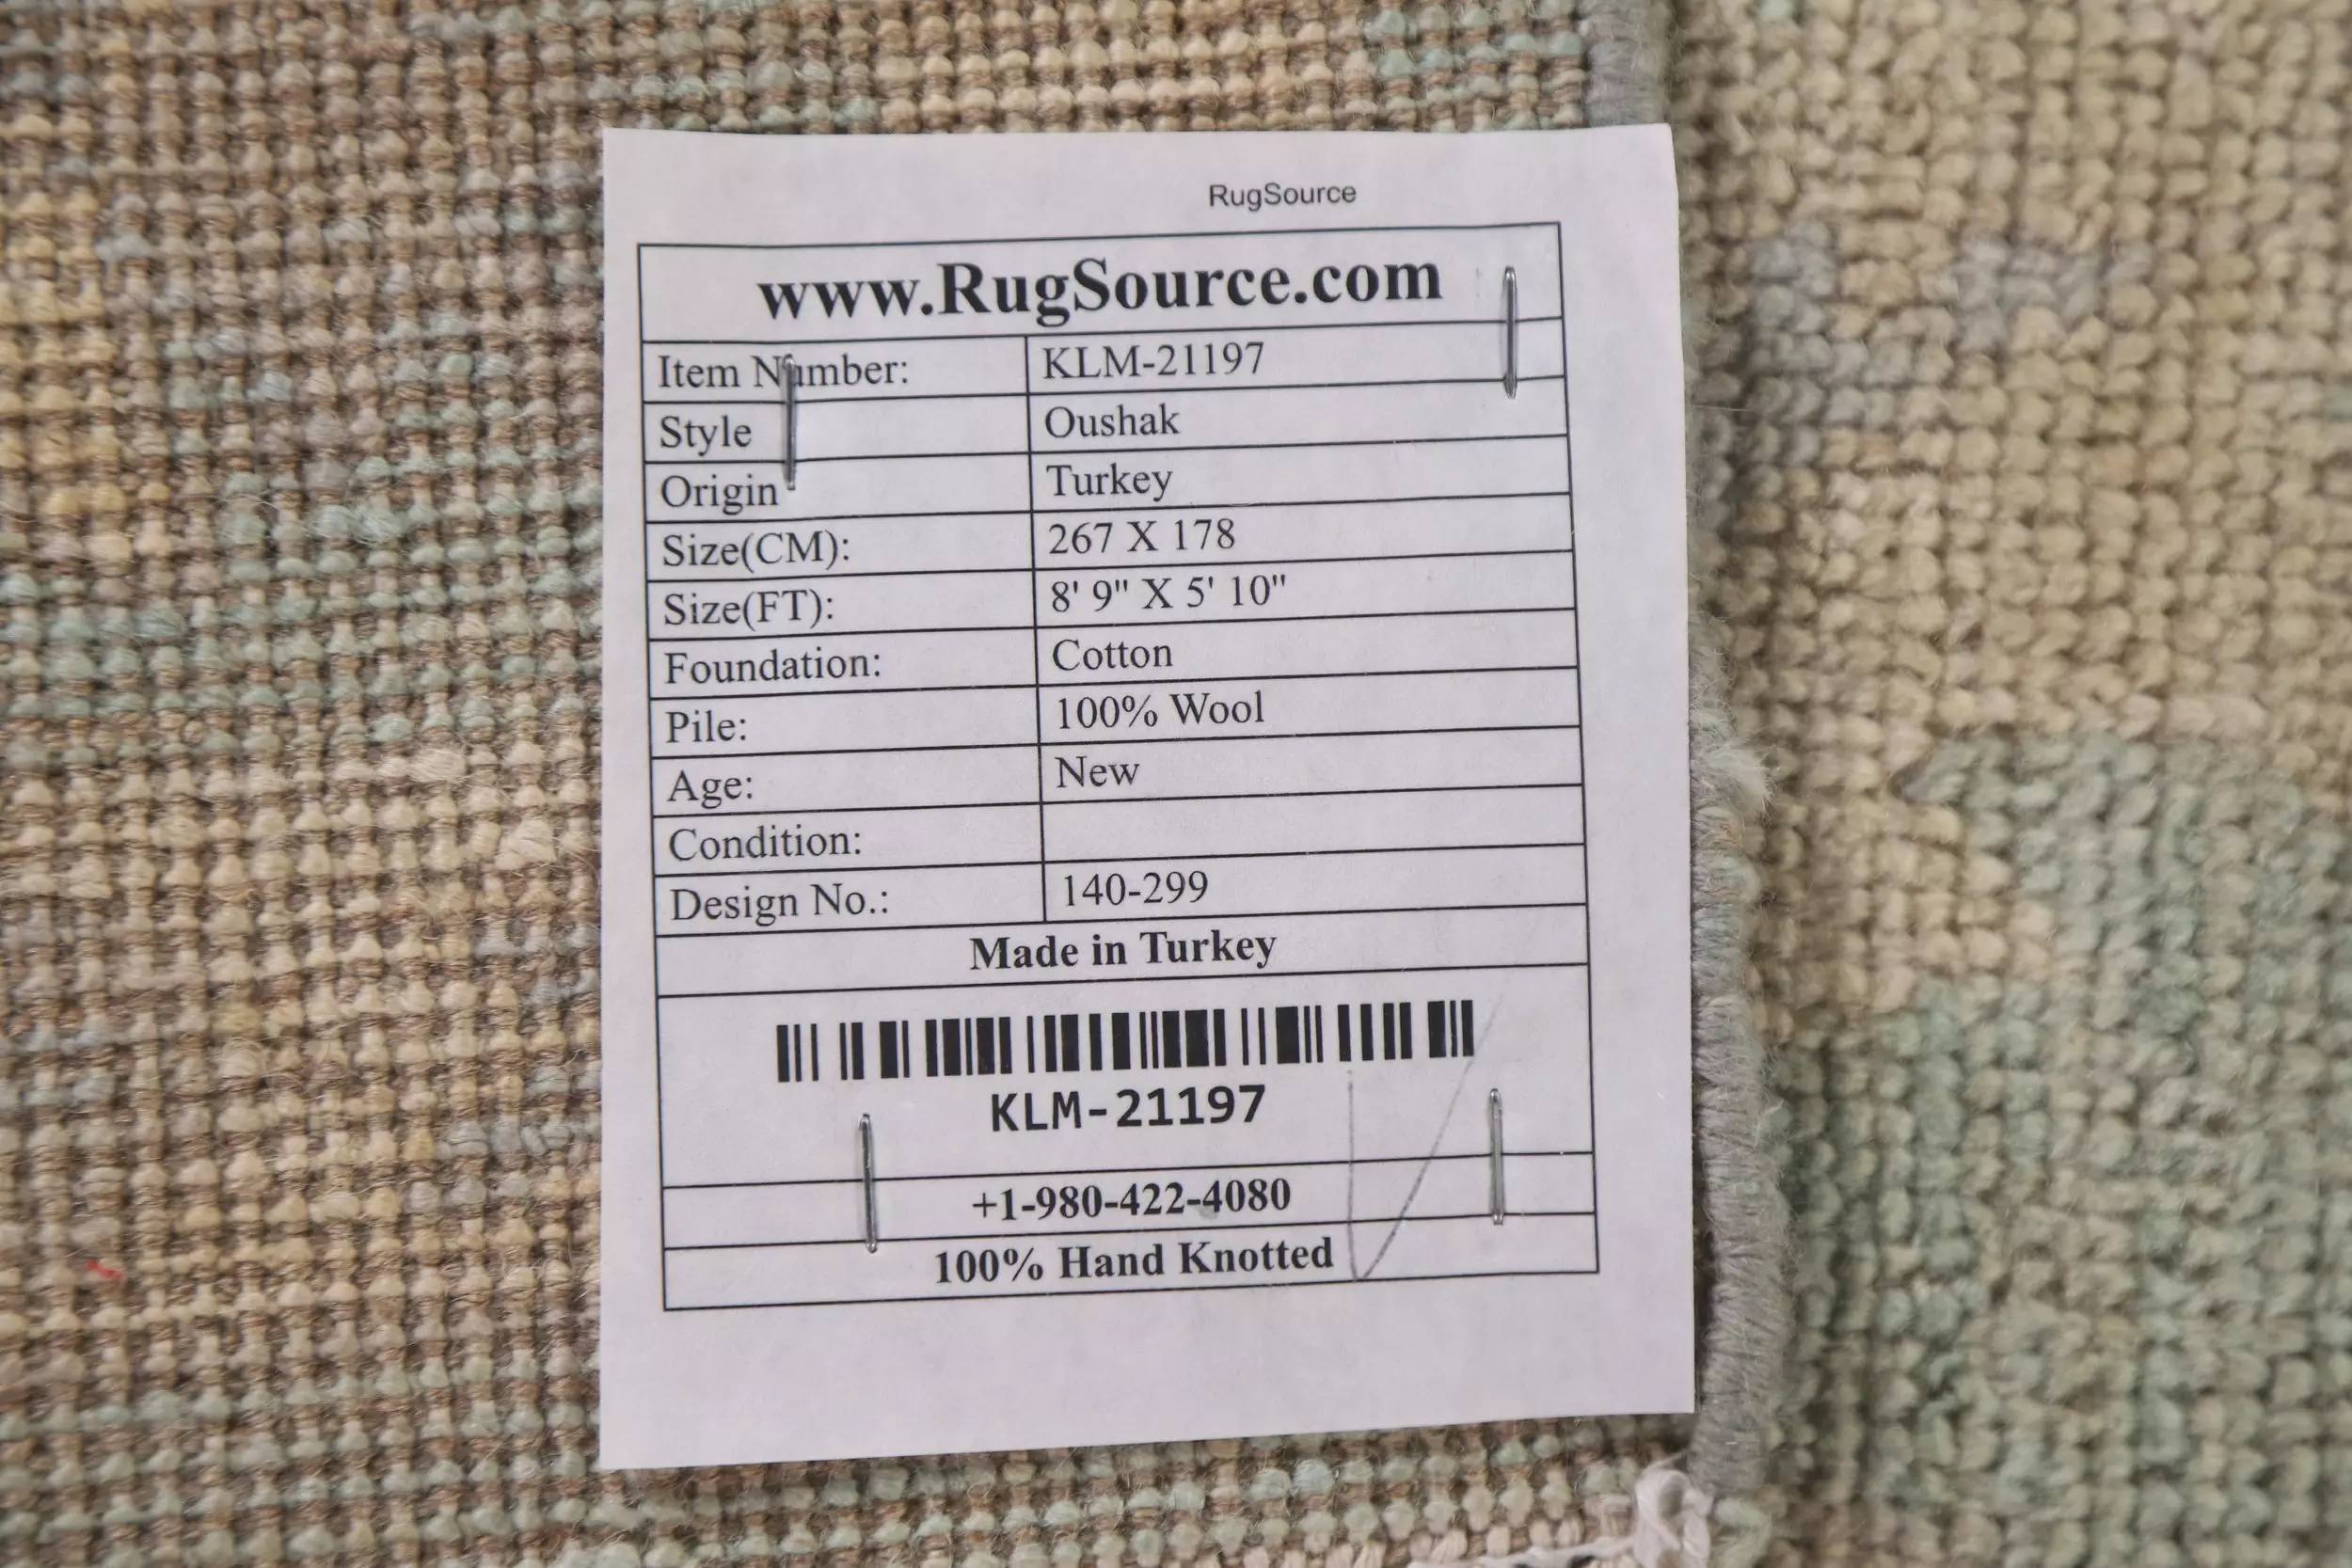 RugSource
www.RugSource.com
Item Number: KLM-21197
Style Oushak
Origin Turkey
Size(CM): 267 X 178
Size(FT): 8' 9" X 5' 10"
Foundation: Cotton
Pile: 100% Wool
Age: New
Condition:
Design No.: 140-299
Made in Turkey
KLM-21197
+1-980-422-4080
100% Hand Knotted